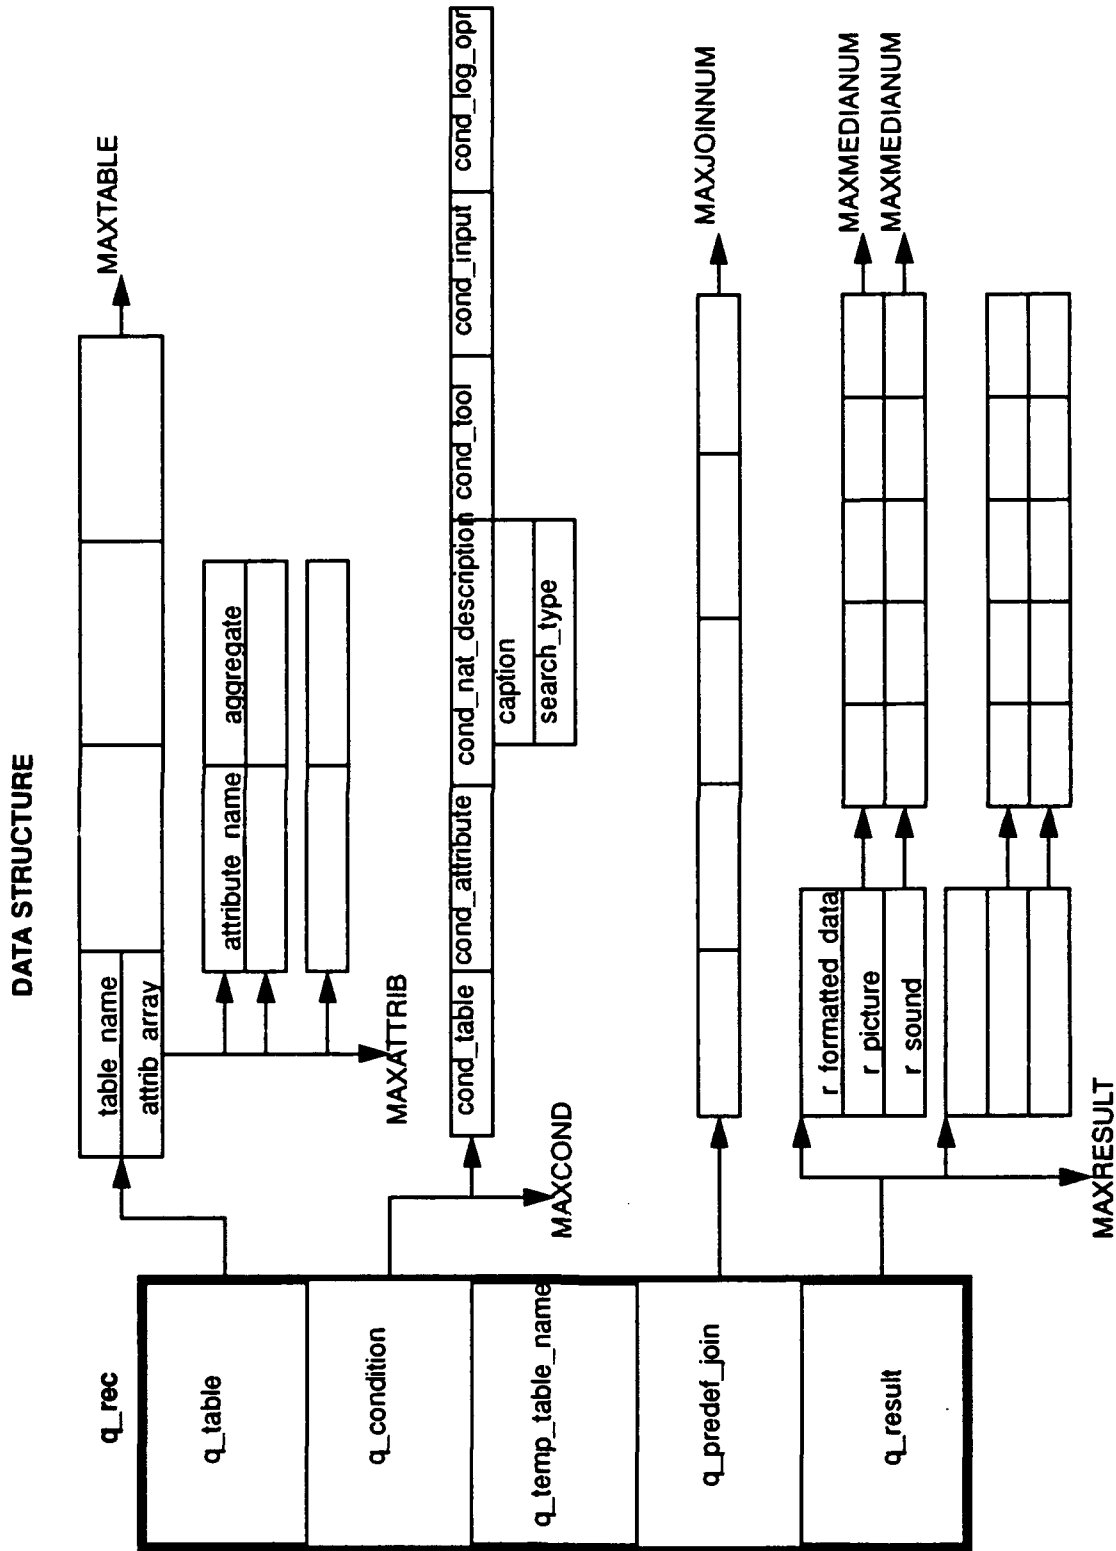 DATA STRUCTURE
q_rec
q_table
q_condition
q_temp_table_name
q_predef_join
q_result
table_name
attrib_array
MAXTABLE
attribute_name
aggregate
MAXATTRIB
cond_table
cond_attribute
cond_nat_description
cond_tool
cond_input
cond_log_opr
caption
search_type
MAXCOND
MAXJOINNUM
r_formatted_data
r_picture
r_sound
MAXMEDIANUM
MAXMEDIANUM
MAXRESULT